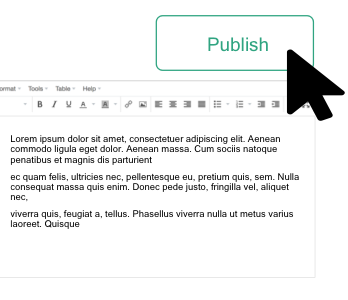 Publish
ormat Tools Table Help
B I U A A
Lorem ipsum dolor sit amet, consectetuer adipiscing elit. Aenean
commodo ligula eget dolor. Aenean massa. Cum sociis natoque
penatibus et magnis dis parturient
ec quam felis, ultricies nec, pellentesque eu, pretium quis, sem. Nulla
consequat massa quis enim. Donec pede justo, fringilla vel, aliquet
nec,
viverra quis, feugiat a, tellus. Phasellus viverra nulla ut metus varius
laoreet. Quisque